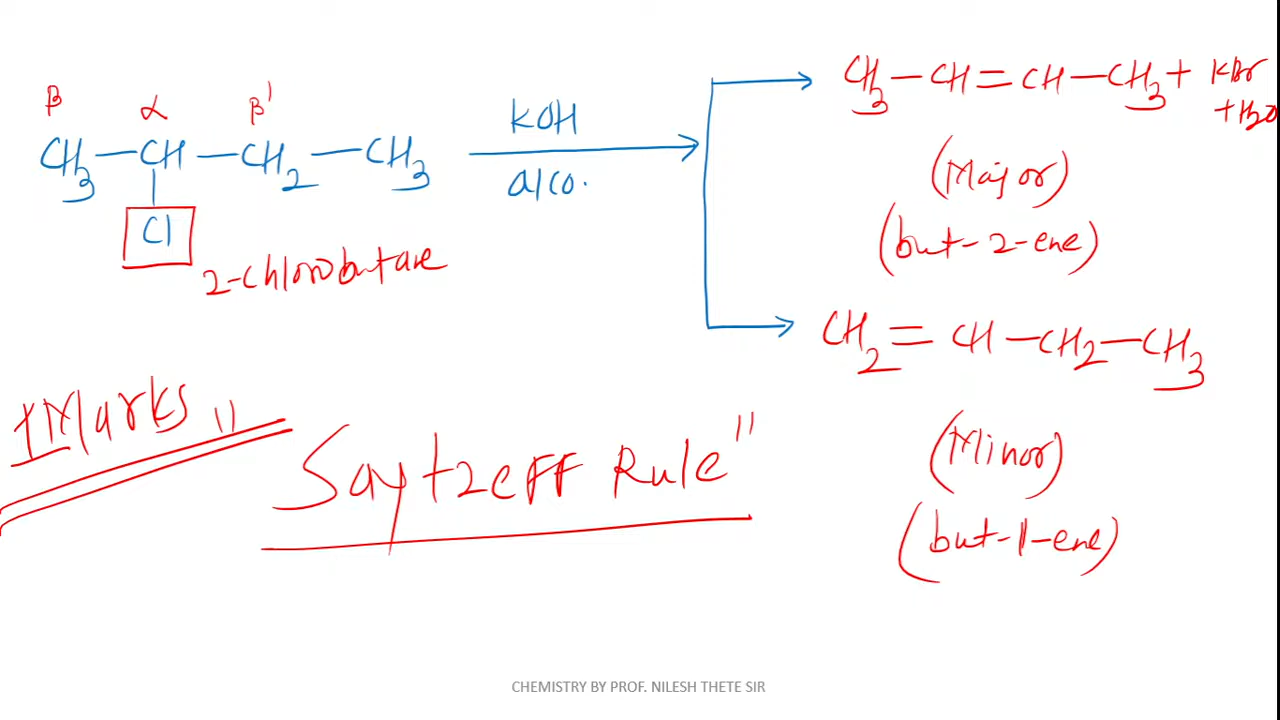 β α β'
CH3 — CH — CH2 — CH3
Cl
2-chlorobutane
KOH
alco.
CH3 — CH = CH — CH3 + KBr
+ H2O
(Major)
(but-2-ene)
CH2 = CH — CH2 — CH3
(Minor)
(but-1-ene)
1Marks "
Saytzeff Rule"
CHEMISTRY BY PROF. NILESH THETE SIR